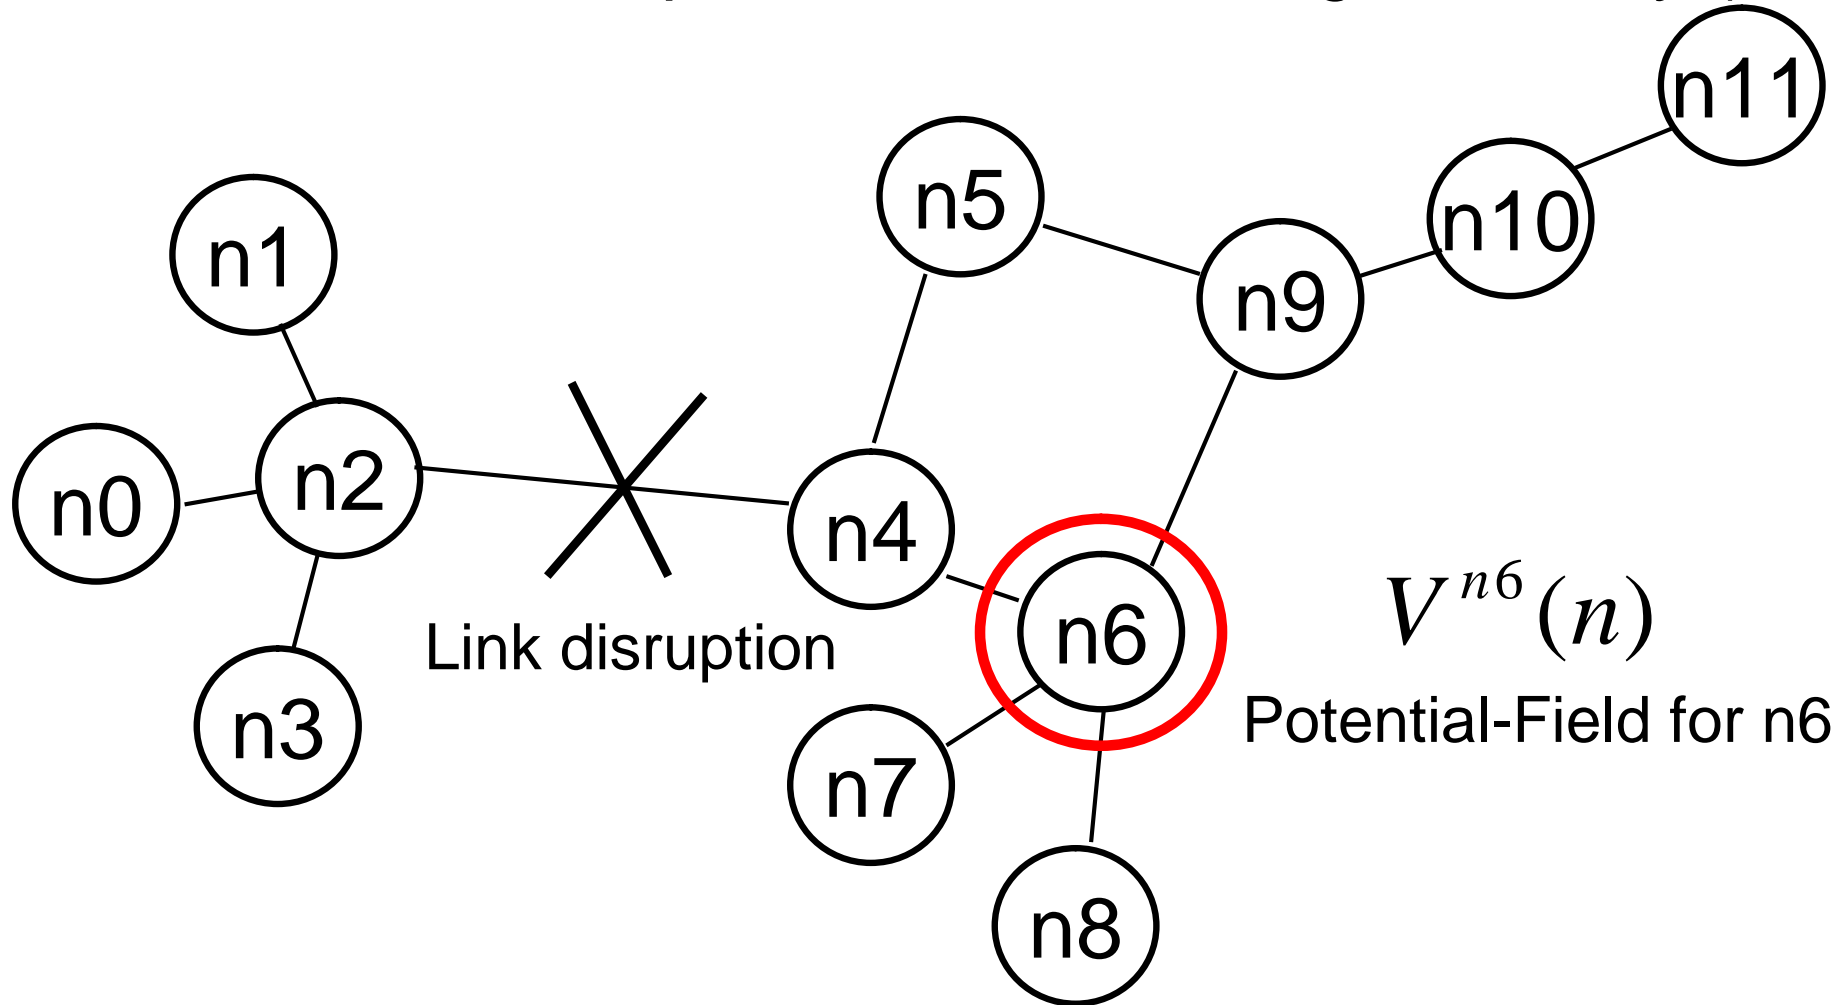 n11
n5
n10
n1
n9
n2
n0
n4
n6
V^{n6}(n)
Link disruption
n3
Potential-Field for n6
n7
n8